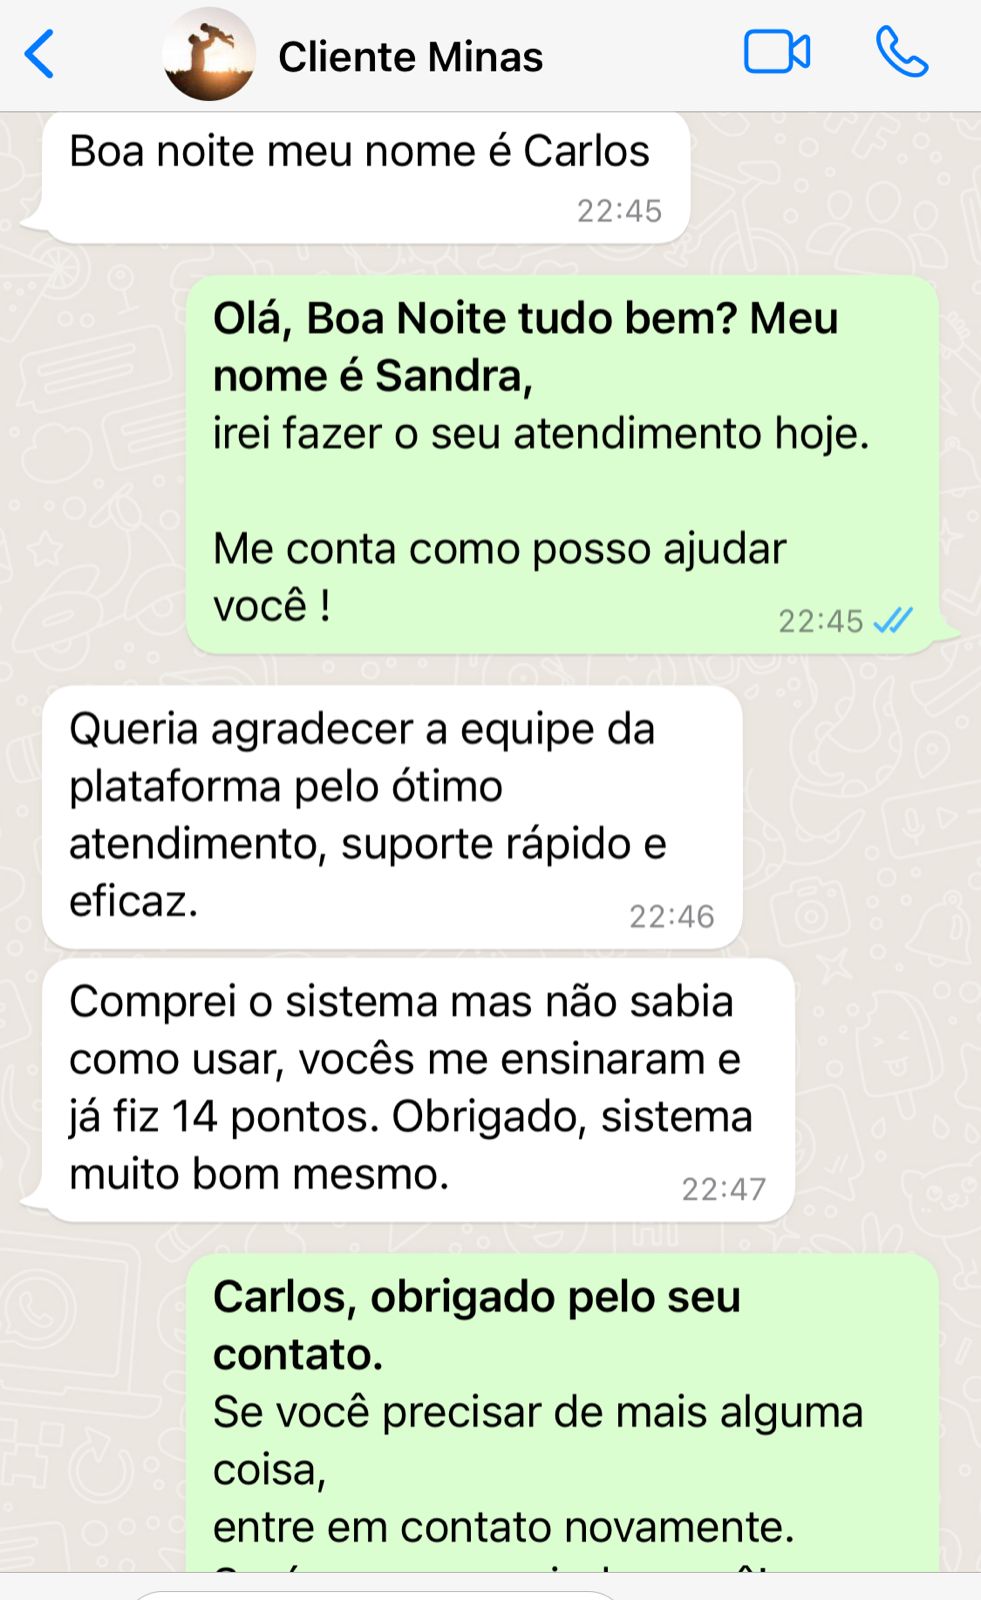 Cliente Minas
Boa noite meu nome é Carlos
22:45
Olá, Boa Noite tudo bem? Meu
nome é Sandra,
irei fazer o seu atendimento hoje.
Me conta como posso ajudar
você !
22:45
Queria agradecer a equipe da
plataforma pelo ótimo
atendimento, suporte rápido e
eficaz.
22:46
Comprei o sistema mas não sabia
como usar, vocês me ensinaram e
já fiz 14 pontos. Obrigado, sistema
muito bom mesmo.
22:47
Carlos, obrigado pelo seu
contato.
Se você precisar de mais alguma
coisa,
entre em contato novamente.